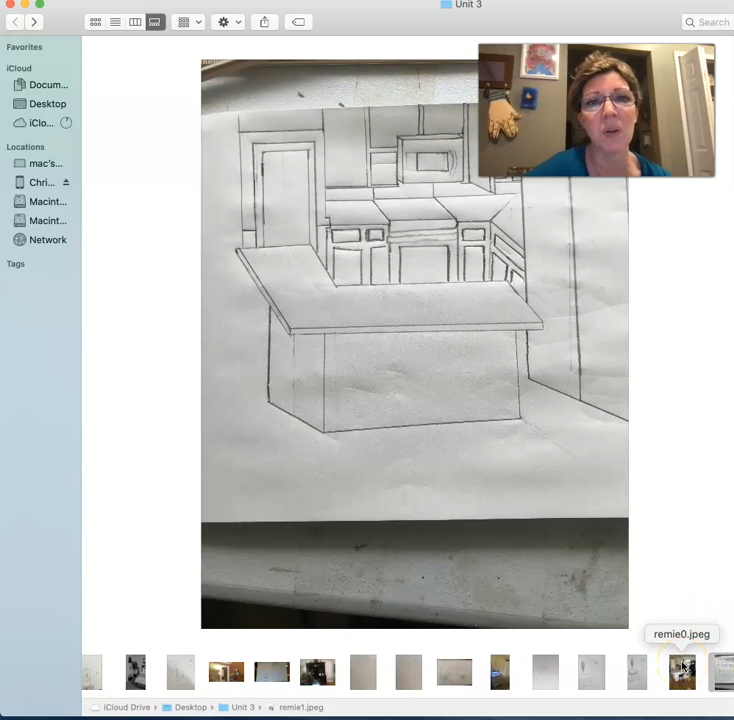 Unit 3
Search
Favorites
iCloud
Docum...
Desktop
iClo...
Locations
mac's...
Chri...
Macint...
Macint...
Network
Tags
remie0.jpeg
iCloud Drive
Desktop
Unit 3
remie1.jpeg